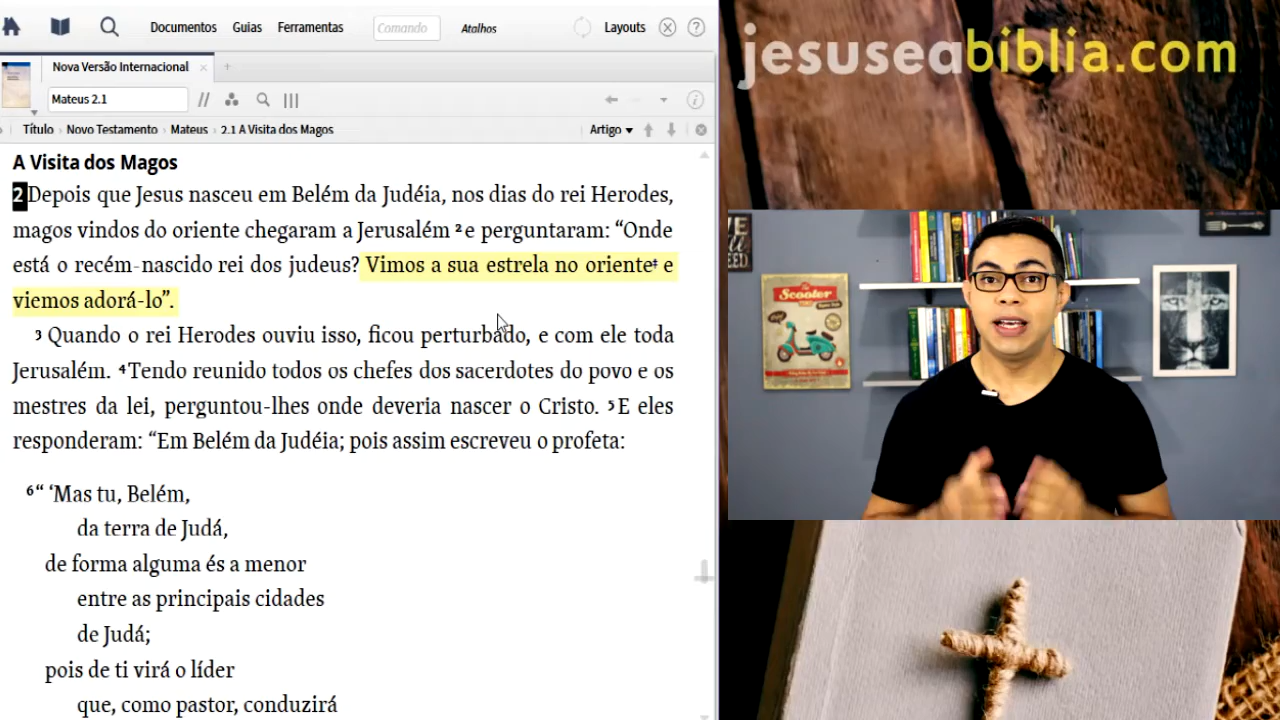 Documentos Guias Ferramentas Comando Atalhos Layouts
Nova Versão Internacional
Mateus 2.1
Título Novo Testamento Mateus 2.1 A Visita dos Magos Artigo
A Visita dos Magos
2 Depois que Jesus nasceu em Belém da Judéia, nos dias do rei Herodes,
magos vindos do oriente chegaram a Jerusalém 2 e perguntaram: “Onde
está o recém-nascido rei dos judeus? Vimos a sua estrela no oriente‡ e
viemos adorá-lo”.
3 Quando o rei Herodes ouviu isso, ficou perturbado, e com ele toda
Jerusalém. 4 Tendo reunido todos os chefes dos sacerdotes do povo e os
mestres da lei, perguntou-lhes onde deveria nascer o Cristo. 5 E eles
responderam: “Em Belém da Judéia; pois assim escreveu o profeta:
6 “ ‘Mas tu, Belém,
da terra de Judá,
de forma alguma és a menor
entre as principais cidades
de Judá;
pois de ti virá o líder
que, como pastor, conduzirá
jesuseabiblia.com
Scooter